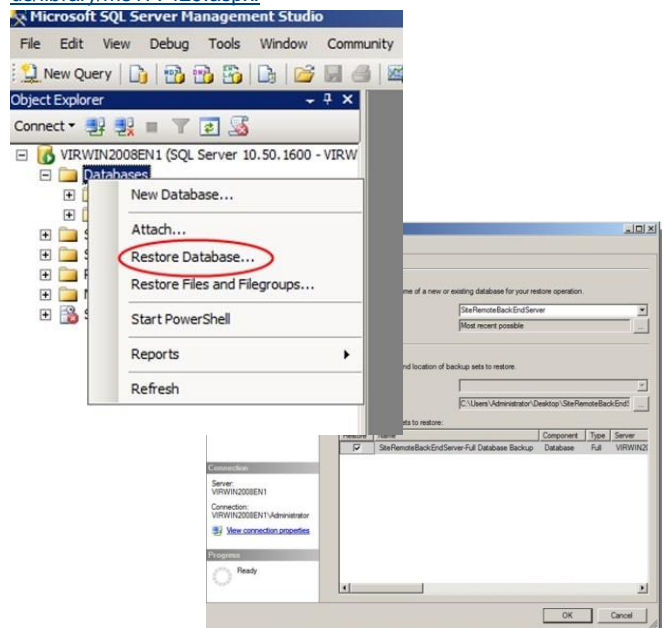 Microsoft SQL Server Management Studio
File Edit View Debug Tools Window Community
New Query
Object Explorer
Connect
VIRWIN2008EN1 (SQL Server 10.50.1600 - VIRW
Databases
New Database...
Attach...
Restore Database...
Restore Files and Filegroups...
Start PowerShell
Reports
Refresh
me of a new or existing database for your restore operation.
SiteRemoteBackEndServer
Most recent possible
...
nd location of backup sets to restore.
C:\Users\Administrator\Desktop\SiteRemoteBackEndS
...
ets to restore:
Restore Name Component Type Server
SiteRemoteBackEndServer-Full Database Backup Database Full VIRWIN20
Connection
Server:
VIRWIN2008EN1
Connection:
VIRWIN2008EN1\Administrator
View connection properties
Progress
Ready
OK Cancel